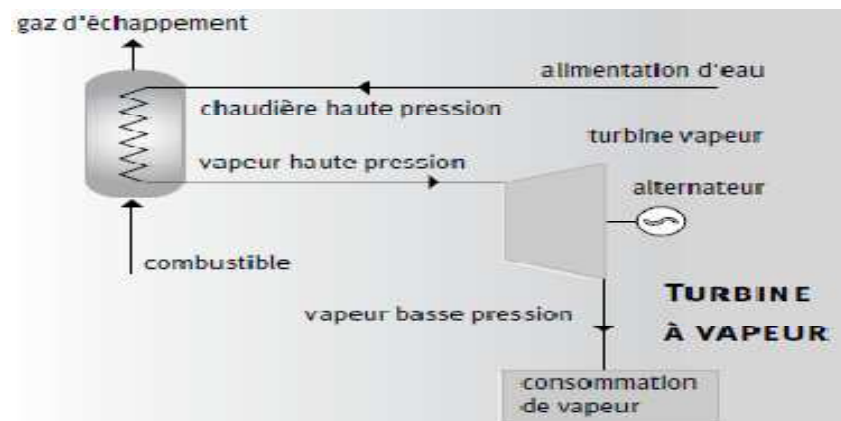 gaz d'échappement
alimentation d'eau
chaudière haute pression
turbine vapeur
vapeur haute pression
alternateur
combustible
TURBINE
À VAPEUR
vapeur basse pression
consommation
de vapeur